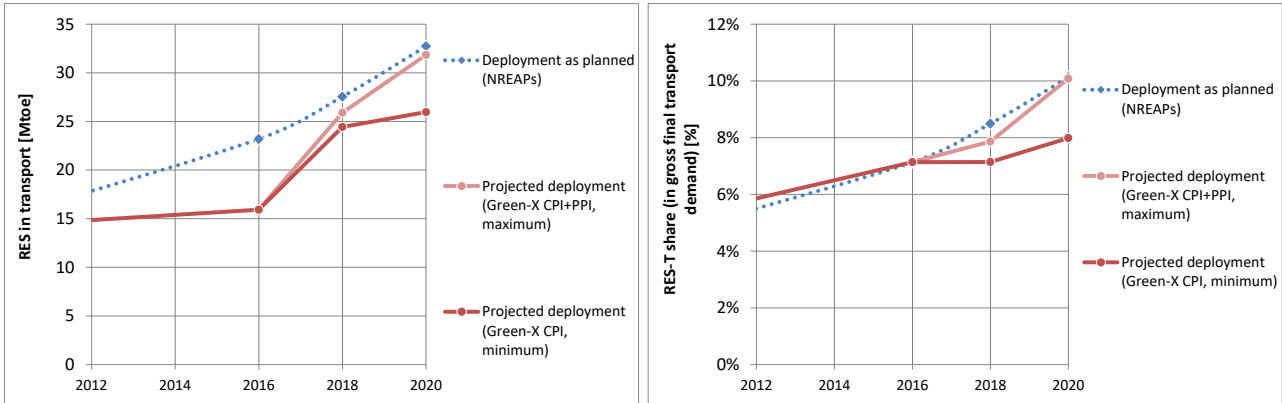 RES in transport [Mtoe]
35
30
25
20
15
10
5
0
2012 2014 2016 2018 2020
Deployment as planned
(NREAPs)
Projected deployment
(Green-X CPI+PPI,
maximum)
Projected deployment
(Green-X CPI,
minimum)
RES-T share (in gross final transport
demand) [%]
12%
10%
8%
6%
4%
2%
0%
2012 2014 2016 2018 2020
Deployment as planned
(NREAPs)
Projected deployment
(Green-X CPI+PPI,
maximum)
Projected deployment
(Green-X CPI, minimum)